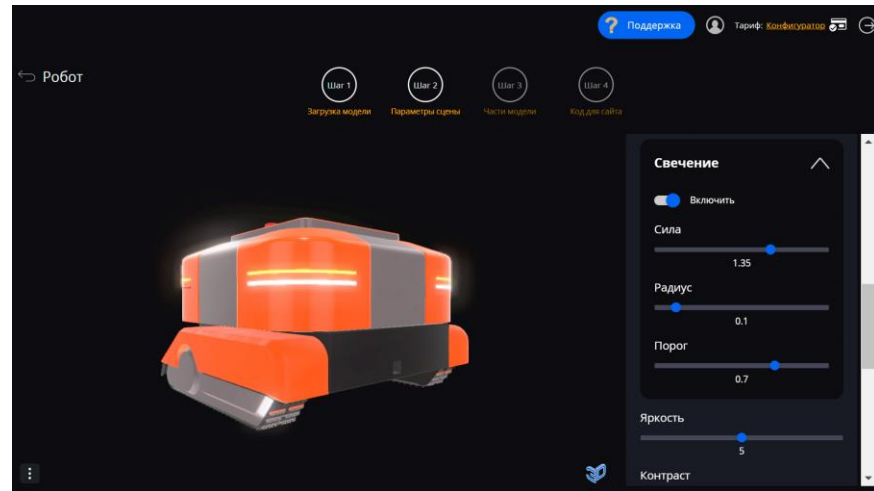 ? Поддержка
Тариф: Конфигуратор
Робот
Шаг 1
Загрузка модели
Шаг 2
Параметры сцены
Шаг 3
Части модели
Шаг 4
Код для сайта
Свечение
Включить
Сила
1.35
Радиус
0.1
Порог
0.7
Яркость
5
Контраст
3D